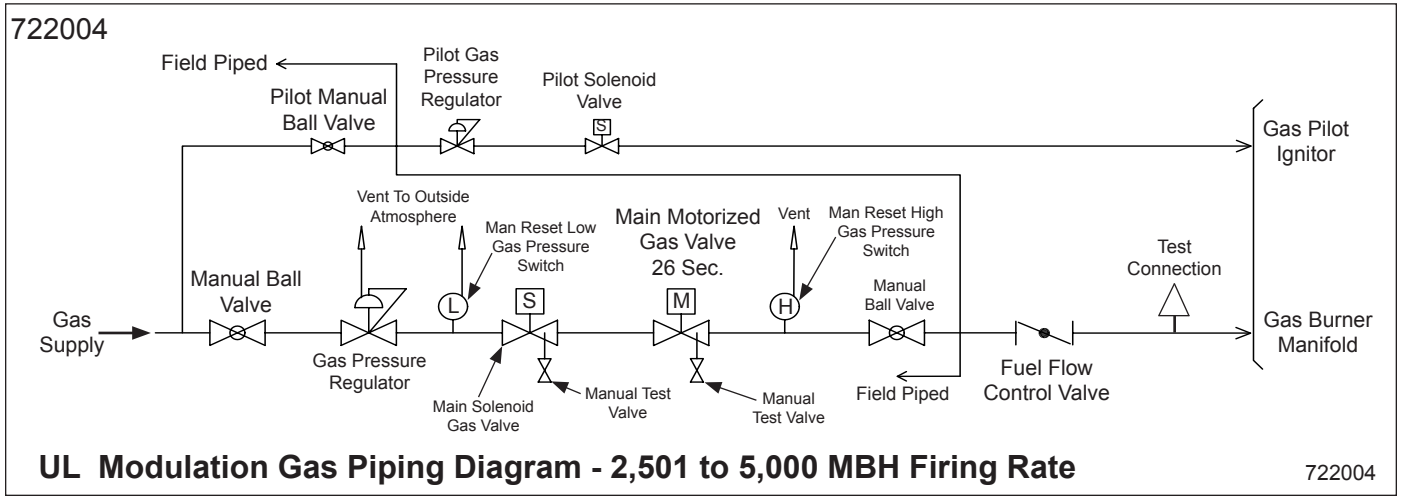 722004
Field Piped
Pilot Gas
Pressure
Regulator
Pilot Solenoid
Valve
Pilot Manual
Ball Valve
S
Gas Pilot
Ignitor
Vent To Outside
Atmosphere
Man Reset Low
Gas Pressure
Switch
Main Motorized
Gas Valve
26 Sec.
Vent
Man Reset High
Gas Pressure
Switch
Test
Connection
Manual Ball
Valve
Manual
Ball Valve
L
S
M
H
Gas
Supply
Gas Burner
Manifold
Gas Pressure
Regulator
Main Solenoid
Gas Valve
Manual Test
Valve
Manual
Test Valve
Field Piped
Fuel Flow
Control Valve
UL Modulation Gas Piping Diagram - 2,501 to 5,000 MBH Firing Rate
722004